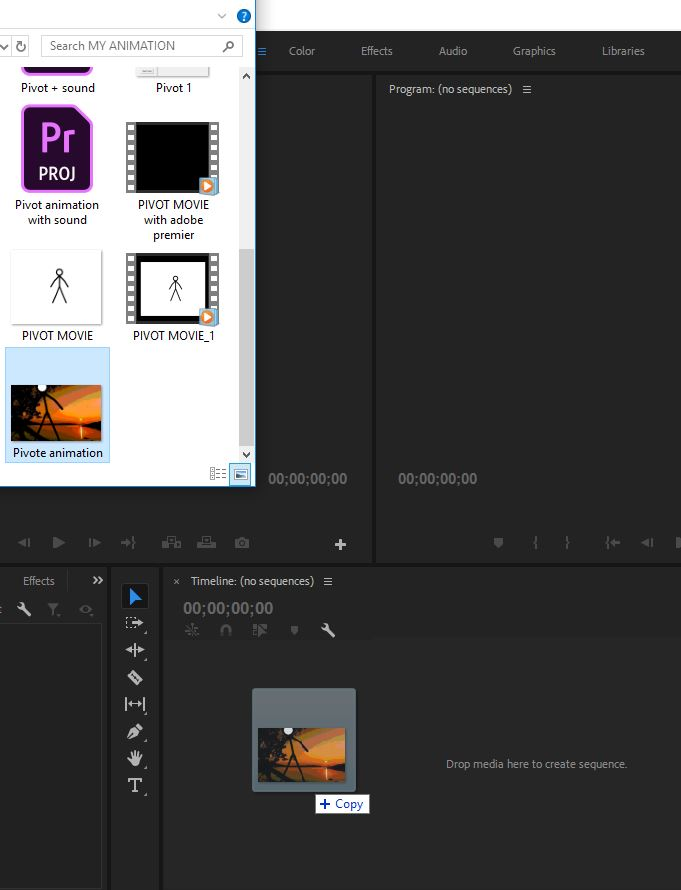 ?
Search MY ANIMATION
Color
Effects
Audio
Graphics
Libraries
Pivot + sound
Pivot 1
Program: (no sequences)
Pr
PROJ
Pivot animation
with sound
PIVOT MOVIE
with adobe
premier
PIVOT MOVIE
PIVOT MOVIE_1
Pivote animation
00;00;00;00
00;00;00;00
Effects
Timeline: (no sequences)
00;00;00;00
T
Drop media here to create sequence.
Copy